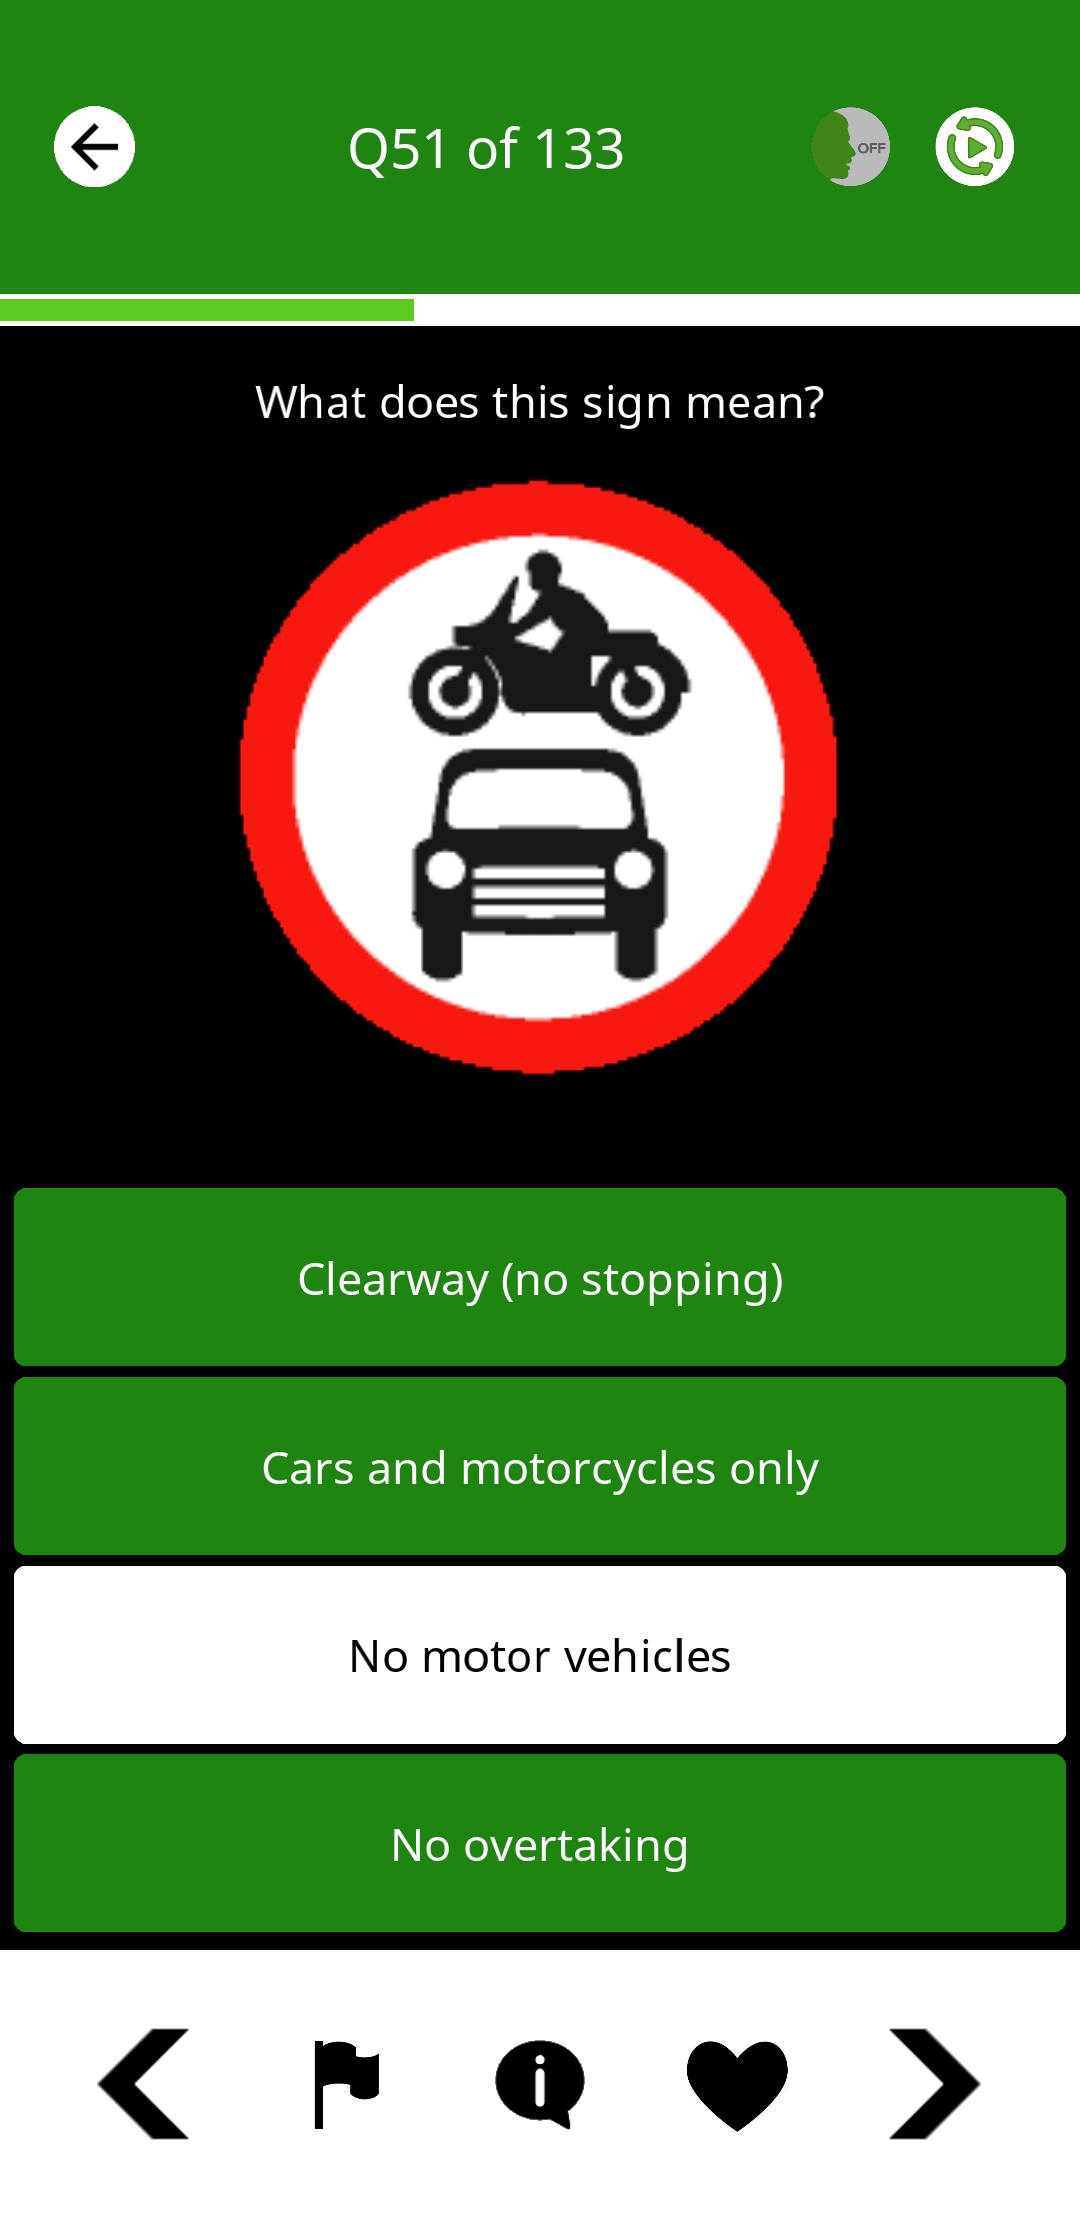 Q51 of 133
OFF
What does this sign mean?
Clearway (no stopping)
Cars and motorcycles only
No motor vehicles
No overtaking